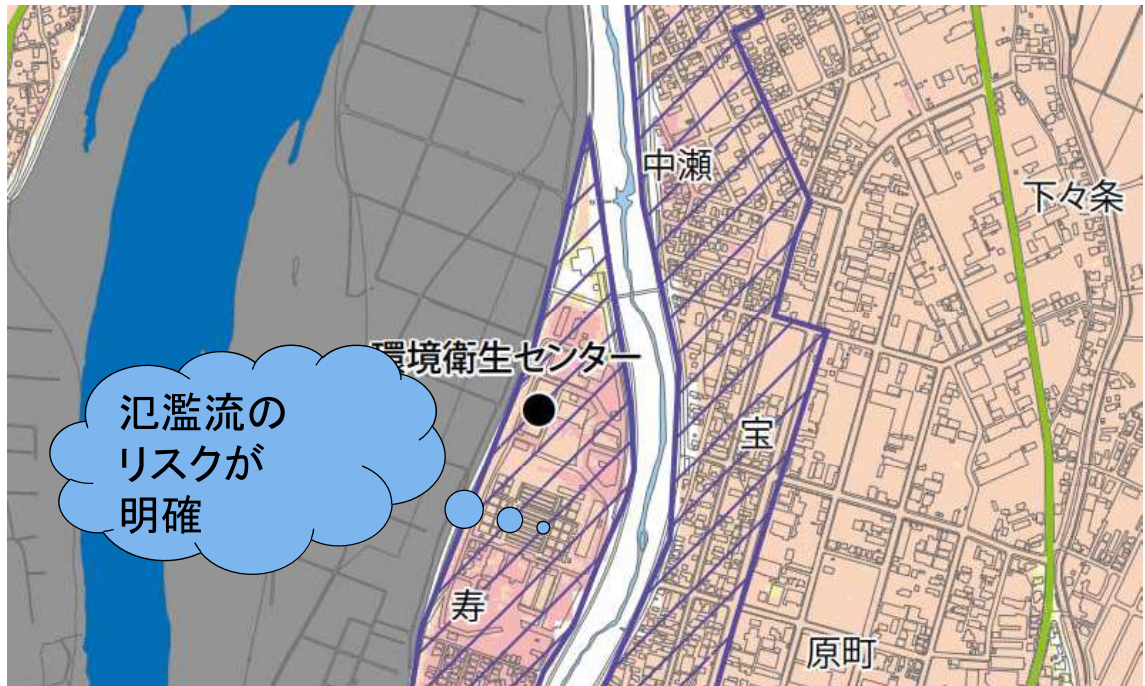 中瀬
下々条
環境衛生センター
氾濫流の
リスクが
明確
宝
寿
原町